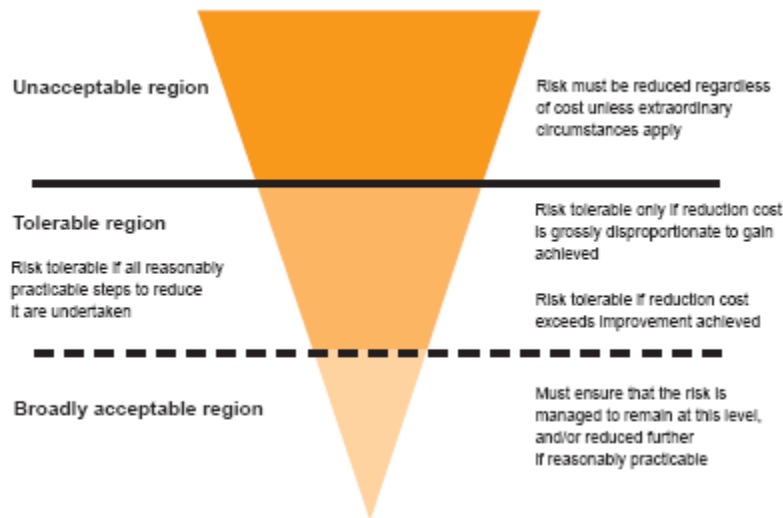 Unacceptable region
Risk must be reduced regardless
of cost unless extraordinary
circumstances apply
Tolerable region
Risk tolerable if all reasonably
practicable steps to reduce
it are undertaken
Risk tolerable only if reduction cost
is grossly disproportionate to gain
achieved
Risk tolerable if reduction cost
exceeds improvement achieved
Broadly acceptable region
Must ensure that the risk is
managed to remain at this level,
and/or reduced further
if reasonably practicable